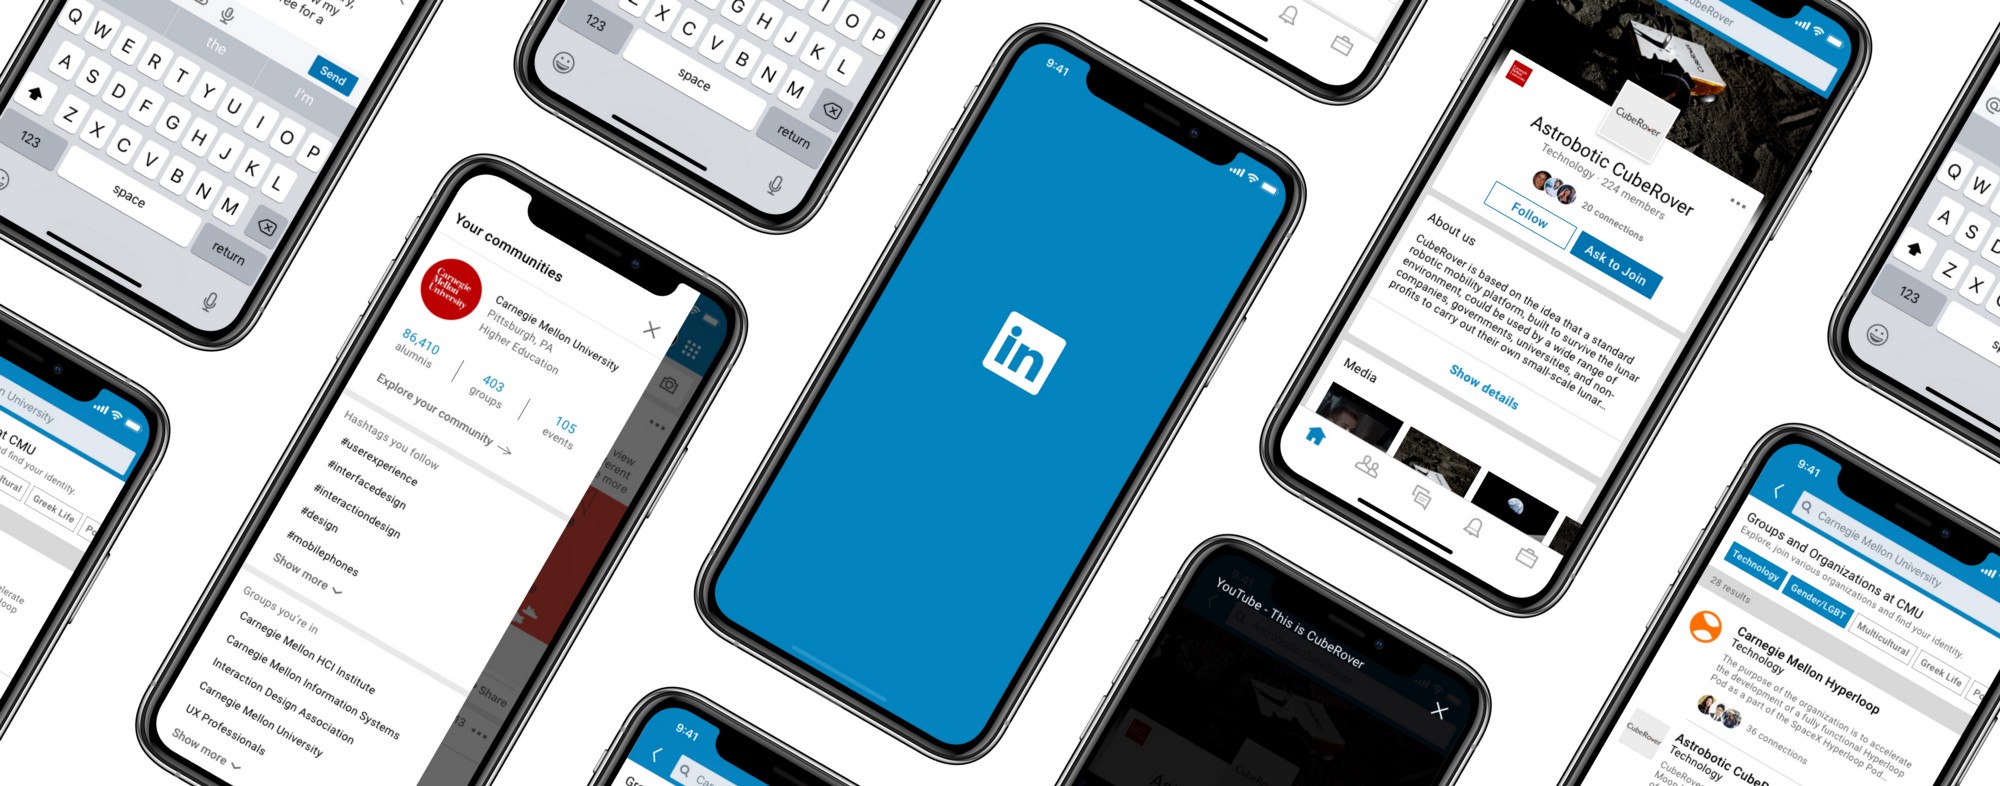 my
ee for a
the
Send
I'm
Q W E R T Y U I O P
A S D F G H J K L
Z X C V B N M
123
space
return
at CMU
find your identity.
Greek Life
Your communities
Carnegie
Mellon
University
Carnegie Mellon University
Pittsburgh, PA
Higher Education
86,410
alumnis
403
groups
105
events
Explore your community
Hashtags you follow
#userexperience
#interfacedesign
#interactiondesign
#design
#mobilephones
Show more
Groups you're in
Carnegie Mellon HCI Institute
Carnegie Mellon Information Systems
Interaction Design Association
Carnegie Mellon University
UX Professionals
Show more
view
more
Share
I O P
G H J K L
X C V B N M
123
space
return
9:41
in
9:41
CubeRover
Astrobotic CubeRover
Technology · 224 members
20 connections
Follow
Ask to Join
About us
CubeRover is based on the idea that a standard
robotic mobility platform, built to survive the lunar
environment, could be used by a wide range of
companies, governments, universities, and non-
profits to carry out their own small-scale lunar...
Show details
Media
YouTube - This is CubeRover
Q W
A S D
Z X
123
9:41
Carnegie Mellon University
Groups and Organizations at CMU
Explore, join various organizations and find your identity.
Technology
Gender/LGBT
Multicultural
Greek Life
28 results
Carnegie Mellon Hyperloop
Technology
The purpose of the organization is to accelerate
the development of a fully functional Hyperloop
Pod as a part of the SpaceX Hyperloop Pod...
36 connections
CubeRover
Astrobotic CubeR
Technology